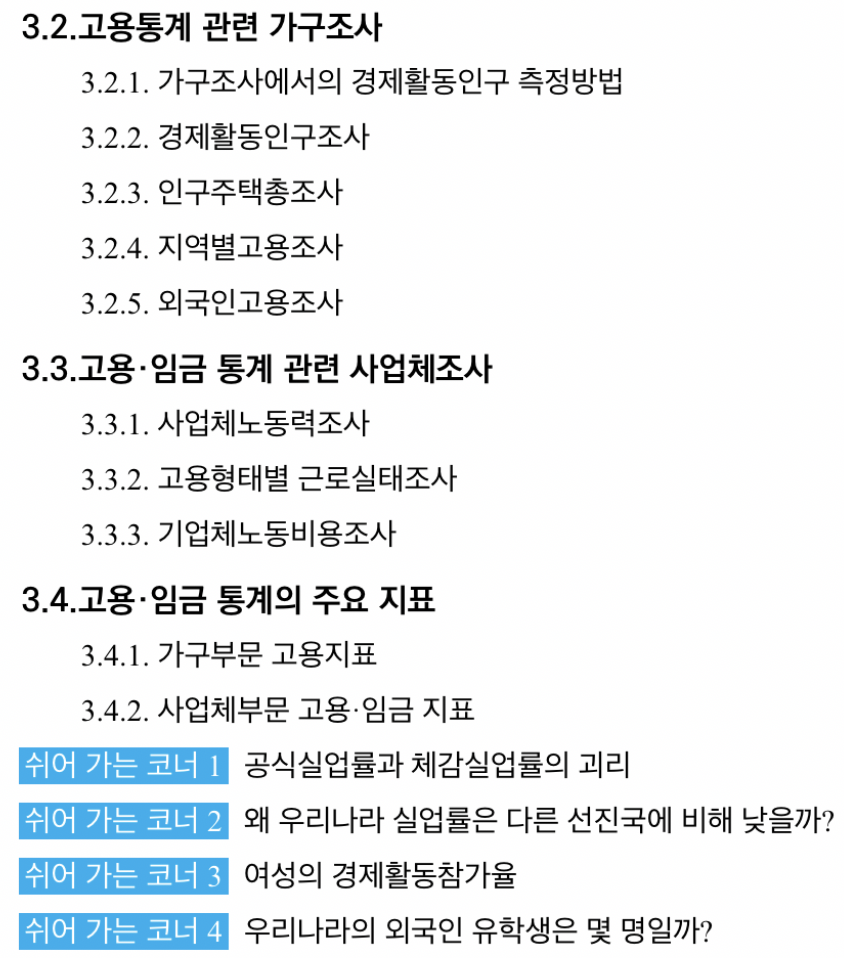 3.2.고용통계 관련 가구조사
3.2.1. 가구조사에서의 경제활동인구 측정방법
3.2.2. 경제활동인구조사
3.2.3. 인구주택총조사
3.2.4. 지역별고용조사
3.2.5. 외국인고용조사
3.3.고용·임금 통계 관련 사업체조사
3.3.1. 사업체노동력조사
3.3.2. 고용형태별 근로실태조사
3.3.3. 기업체노동비용조사
3.4.고용·임금 통계의 주요 지표
3.4.1. 가구부문 고용지표
3.4.2. 사업체부문 고용·임금 지표
쉬어 가는 코너 1 공식실업률과 체감실업률의 괴리
쉬어 가는 코너 2 왜 우리나라 실업률은 다른 선진국에 비해 낮을까?
쉬어 가는 코너 3 여성의 경제활동참가율
쉬어 가는 코너 4 우리나라의 외국인 유학생은 몇 명일까?